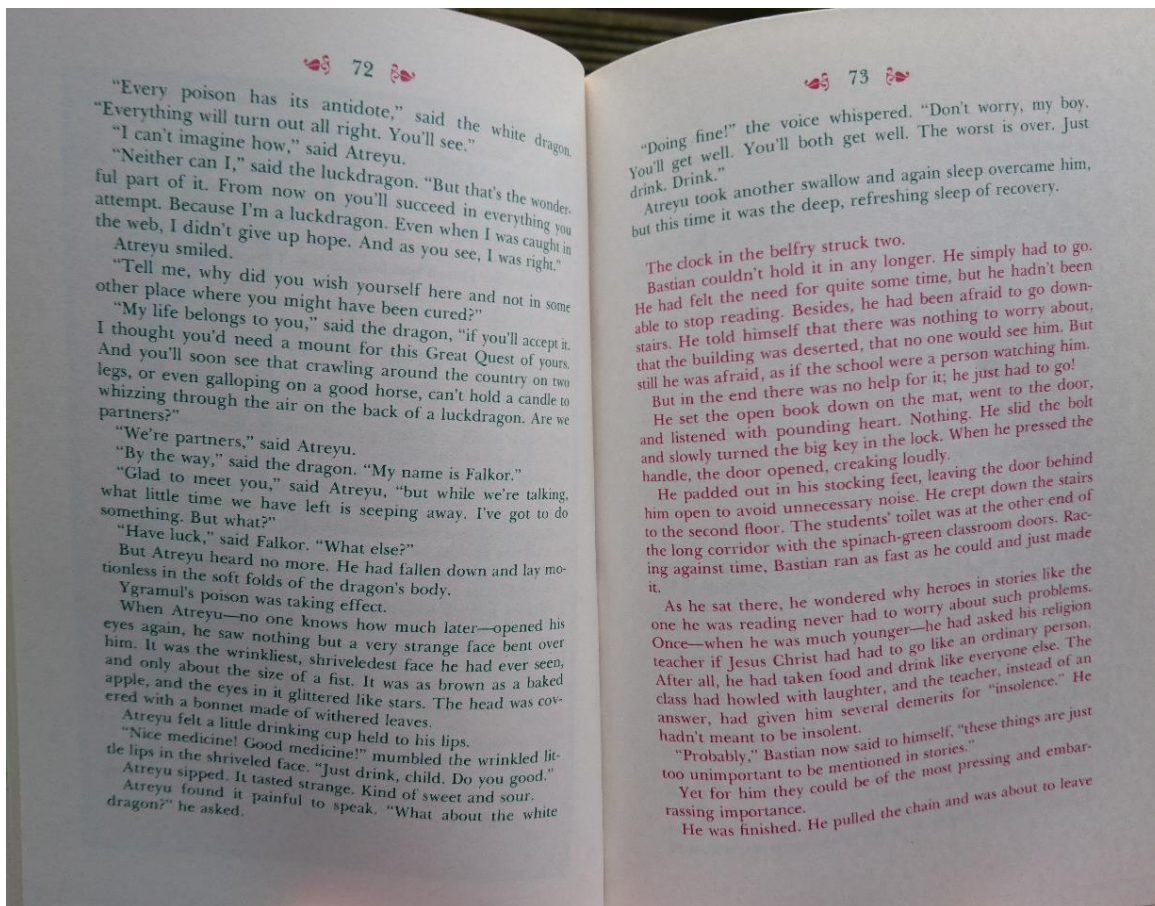 72
“Every poison has its antidote,” said the white dragon.
“Everything will turn out all right. You’ll see.”
“I can’t imagine how,” said Atreyu.
“Neither can I,” said the luckdragon. “But that’s the wonder-
ful part of it. From now on you’ll succeed in everything you
attempt. Because I’m a luckdragon. Even when I was caught in
the web, I didn’t give up hope. And as you see, I was right.”
Atreyu smiled.
“Tell me, why did you wish yourself here and not in some
other place where you might have been cured?”
“My life belongs to you,” said the dragon, “if you’ll accept it.
I thought you’d need a mount for this Great Quest of yours.
And you’ll soon see that crawling around the country on two
legs, or even galloping on a good horse, can’t hold a candle to
whizzing through the air on the back of a luckdragon. Are we
partners?”
“We’re partners,” said Atreyu.
“By the way,” said the dragon. “My name is Falkor.”
“Glad to meet you,” said Atreyu, “but while we’re talking,
what little time we have left is seeping away. I’ve got to do
something. But what?”
“Have luck,” said Falkor. “What else?”
But Atreyu heard no more. He had fallen down and lay mo-
tionless in the soft folds of the dragon’s body.
Ygramul’s poison was taking effect.
When Atreyu—no one knows how much later—opened his
eyes again, he saw nothing but a very strange face bent over
him. It was the wrinkliest, shriveledest face he had ever seen,
and only about the size of a fist. It was as brown as a baked
apple, and the eyes in it glittered like stars. The head was cov-
ered with a bonnet made of withered leaves.
Atreyu felt a little drinking cup held to his lips.
“Nice medicine! Good medicine!” mumbled the wrinkled lit-
tle lips in the shriveled face. “Just drink, child. Do you good.”
Atreyu sipped. It tasted strange. Kind of sweet and sour.
Atreyu found it painful to speak. “What about the white
dragon?” he asked.
73
“Doing fine!” the voice whispered. “Don’t worry, my boy.
You’ll get well. You’ll both get well. The worst is over. Just
drink. Drink.”
Atreyu took another swallow and again sleep overcame him,
but this time it was the deep, refreshing sleep of recovery.
The clock in the belfry struck two.
Bastian couldn’t hold it in any longer. He simply had to go.
He had felt the need for quite some time, but he hadn’t been
able to stop reading. Besides, he had been afraid to go down-
stairs. He told himself that there was nothing to worry about,
that the building was deserted, that no one would see him. But
still he was afraid, as if the school were a person watching him.
But in the end there was no help for it; he just had to go!
He set the open book down on the mat, went to the door,
and listened with pounding heart. Nothing. He slid the bolt
and slowly turned the big key in the lock. When he pressed the
handle, the door opened, creaking loudly.
He padded out in his stocking feet, leaving the door behind
him open to avoid unnecessary noise. He crept down the stairs
to the second floor. The students’ toilet was at the other end of
the long corridor with the spinach-green classroom doors. Rac-
ing against time, Bastian ran as fast as he could and just made
it.
As he sat there, he wondered why heroes in stories like the
one he was reading never had to worry about such problems.
Once—when he was much younger—he had asked his religion
teacher if Jesus Christ had had to go like an ordinary person.
After all, he had taken food and drink like everyone else. The
class had howled with laughter, and the teacher, instead of an
answer, had given him several demerits for “insolence.” He
hadn’t meant to be insolent.
“Probably,” Bastian now said to himself, “these things are just
too unimportant to be mentioned in stories.”
Yet for him they could be of the most pressing and embar-
rassing importance.
He was finished. He pulled the chain and was about to leave